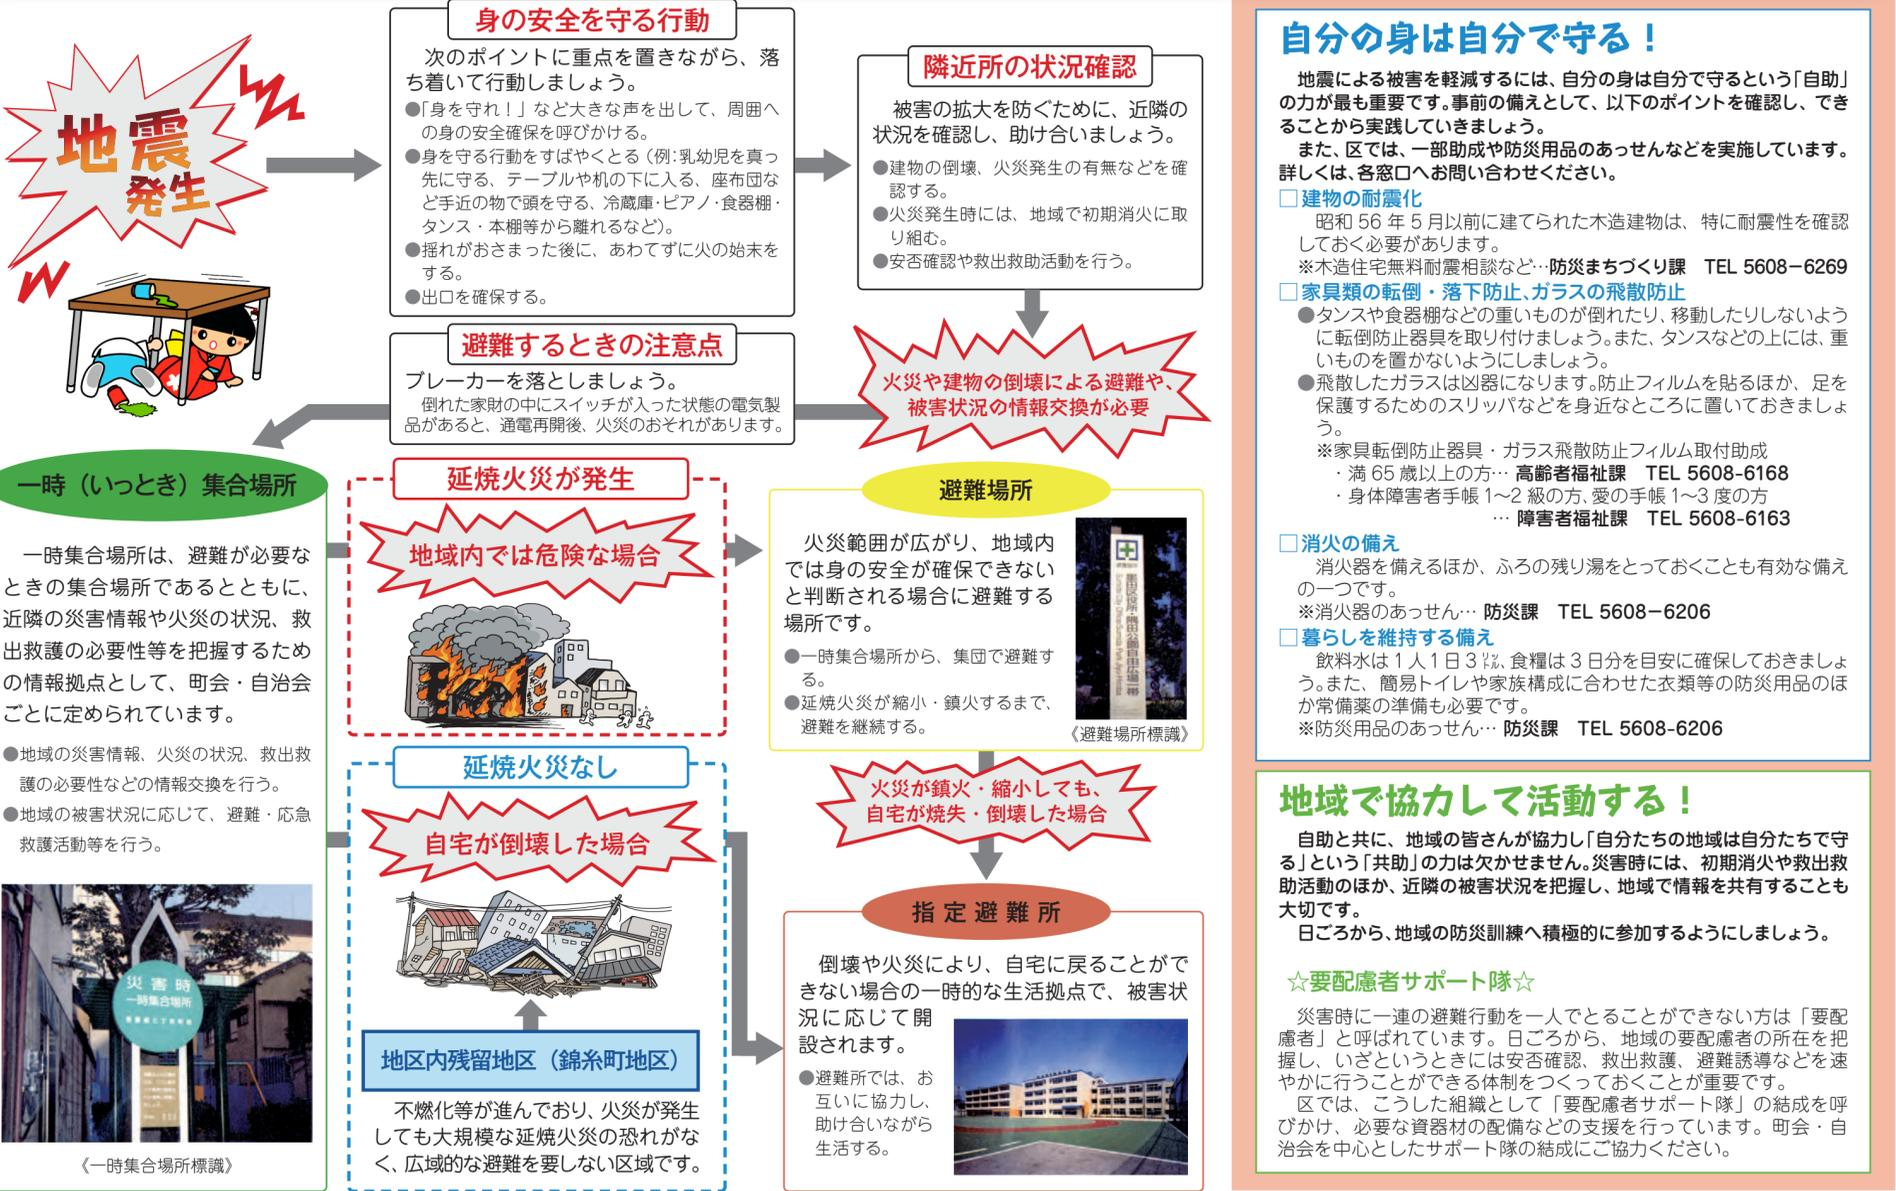 地震
発生
身の安全を守る行動
次のポイントに重点を置きながら、落
ち着いて行動しましょう。
●「身を守れ！」など大きな声を出して、周囲へ
の身の安全確保を呼びかける。
●身を守る行動をすばやくとる（例：乳幼児を真っ
先に守る、テーブルや机の下に入る、座布団な
ど手近の物で頭を守る、冷蔵庫・ピアノ・食器棚・
タンス・本棚等から離れるなど）。
●揺れがおさまった後に、あわてずに火の始末を
する。
●出口を確保する。
隣近所の状況確認
被害の拡大を防ぐために、近隣の
状況を確認し、助け合いましょう。
●建物の倒壊、火災発生の有無などを確
認する。
●火災発生時には、地域で初期消火に取
り組む。
●安否確認や救出救助活動を行う。
火災や建物の倒壊による避難や、
被害状況の情報交換が必要
避難するときの注意点
ブレーカーを落としましょう。
倒れた家財の中にスイッチが入った状態の電気製
品があると、通電再開後、火災のおそれがあります。
一時（いっとき）集合場所
一時集合場所は、避難が必要な
ときの集合場所であるとともに、
近隣の災害情報や火災の状況、救
出救護の必要性等を把握するため
の情報拠点として、町会・自治会
ごとに定められています。
●地域の災害情報、火災の状況、救出救
護の必要性などの情報交換を行う。
●地域の被害状況に応じて、避難・応急
救護活動等を行う。
災害時
一時集合場所
《一時集合場所標識》
延焼火災が発生
地域内では危険な場合
延焼火災なし
自宅が倒壊した場合
地区内残留地区（錦糸町地区）
不燃化等が進んでおり、火災が発生
しても大規模な延焼火災の恐れがな
く、広域的な避難を要しない区域です。
避難場所
火災範囲が広がり、地域内
では身の安全が確保できない
と判断される場合に避難する
場所です。
●一時集合場所から、集団で避難す
る。
●延焼火災が縮小・鎮火するまで、
避難を継続する。
墨田区役所・隅田公園自由広場一帯
《避難場所標識》
火災が鎮火・縮小しても、
自宅が焼失・倒壊した場合
指定避難所
倒壊や火災により、自宅に戻ることがで
きない場合の一時的な生活拠点で、被害状
況に応じて開
設されます。
●避難所では、お
互いに協力し、
助け合いながら
生活する。
自分の身は自分で守る！
地震による被害を軽減するには、自分の身は自分で守るという「自助」
の力が最も重要です。事前の備えとして、以下のポイントを確認し、でき
ることから実践していきましょう。
また、区では、一部助成や防災用品のあっせんなどを実施しています。
詳しくは、各窓口へお問い合わせください。
□建物の耐震化
昭和 56 年 5 月以前に建てられた木造建物は、特に耐震性を確認
しておく必要があります。
※木造住宅無料耐震相談など…防災まちづくり課　TEL 5608−6269
□家具類の転倒・落下防止、ガラスの飛散防止
●タンスや食器棚などの重いものが倒れたり、移動したりしないよう
に転倒防止器具を取り付けましょう。また、タンスなどの上には、重
いものを置かないようにしましょう。
●飛散したガラスは凶器になります。防止フィルムを貼るほか、足を
保護するためのスリッパなどを身近なところに置いておきましょ
う。
※家具転倒防止器具・ガラス飛散防止フィルム取付助成
・満 65 歳以上の方… 高齢者福祉課　TEL 5608-6168
・身体障害者手帳 1〜2 級の方、愛の手帳 1〜3 度の方
… 障害者福祉課　TEL 5608-6163
□消火の備え
消火器を備えるほか、ふろの残り湯をとっておくことも有効な備え
の一つです。
※消火器のあっせん… 防災課　TEL 5608−6206
□暮らしを維持する備え
飲料水は 1 人 1 日 3㍑、食糧は 3 日分を目安に確保しておきましょ
う。また、簡易トイレや家族構成に合わせた衣類等の防災用品のほ
か常備薬の準備も必要です。
※防災用品のあっせん… 防災課　TEL 5608-6206
地域で協力して活動する！
自助と共に、地域の皆さんが協力し「自分たちの地域は自分たちで守
る」という「共助」の力は欠かせません。災害時には、初期消火や救出救
助活動のほか、近隣の被害状況を把握し、地域で情報を共有することも
大切です。
日ごろから、地域の防災訓練へ積極的に参加するようにしましょう。
☆要配慮者サポート隊☆
災害時に一連の避難行動を一人でとることができない方は「要配
慮者」と呼ばれています。日ごろから、地域の要配慮者の所在を把
握し、いざというときには安否確認、救出救護、避難誘導などを速
やかに行うことができる体制をつくっておくことが重要です。
区では、こうした組織として「要配慮者サポート隊」の結成を呼
びかけ、必要な資器材の配備などの支援を行っています。町会・自
治会を中心としたサポート隊の結成にご協力ください。